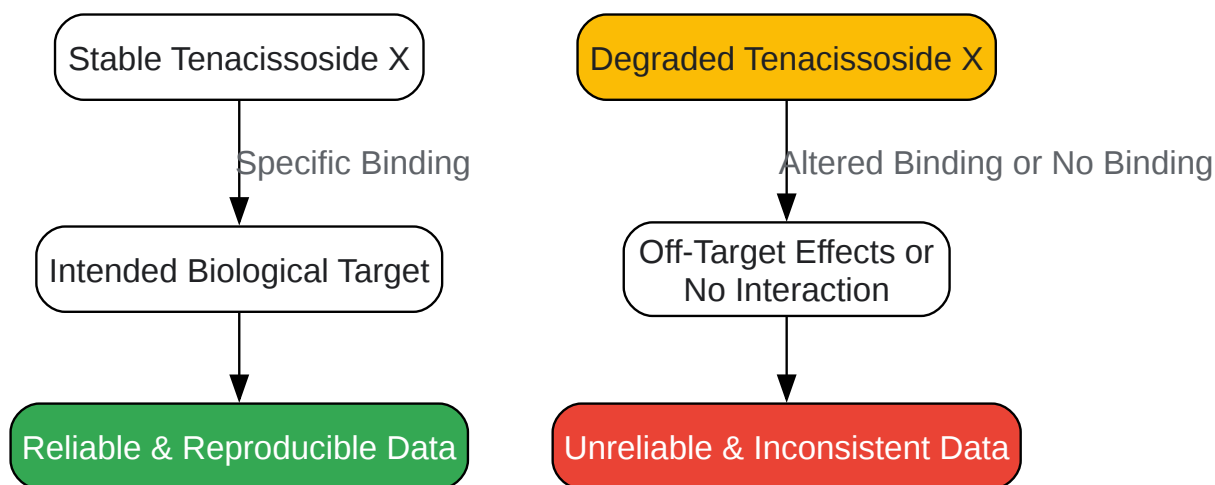 Stable Tenacissoside X
Specific Binding
Intended Biological Target
Reliable & Reproducible Data
Degraded Tenacissoside X
Altered Binding or No Binding
Off-Target Effects or
No Interaction
Unreliable & Inconsistent Data